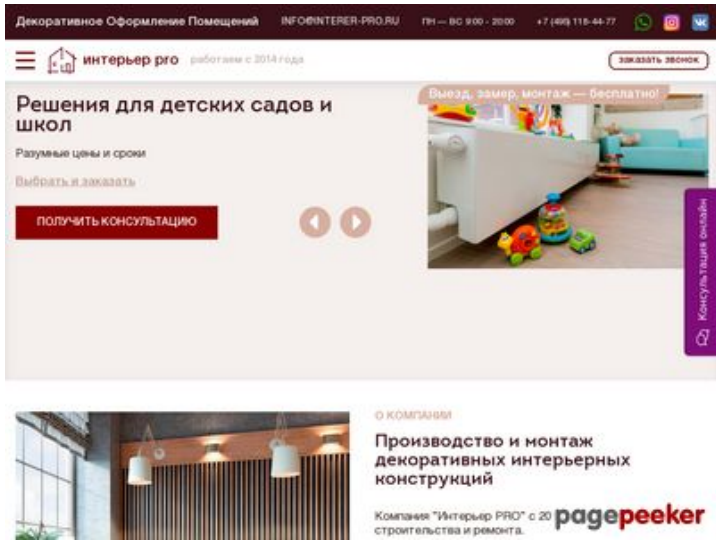 Декоративное Оформление Помещений INFO@INTERER-PRO.RU ПН — ВС 9:00 - 20:00 +7 (495) 118-44-77
интерьер pro работаем с 2014 года заказать звонок
Решения для детских садов и
школ
Разумные цены и сроки
Выбрать и заказать
ПОЛУЧИТЬ КОНСУЛЬТАЦИЮ
Выезд, замер, монтаж — бесплатно!
Консультация онлайн
О КОМПАНИИ
Производство и монтаж
декоративных интерьерных
конструкций
Компания "Интерьер PRO" с 20
строительства и ремонта.
pagepeeker